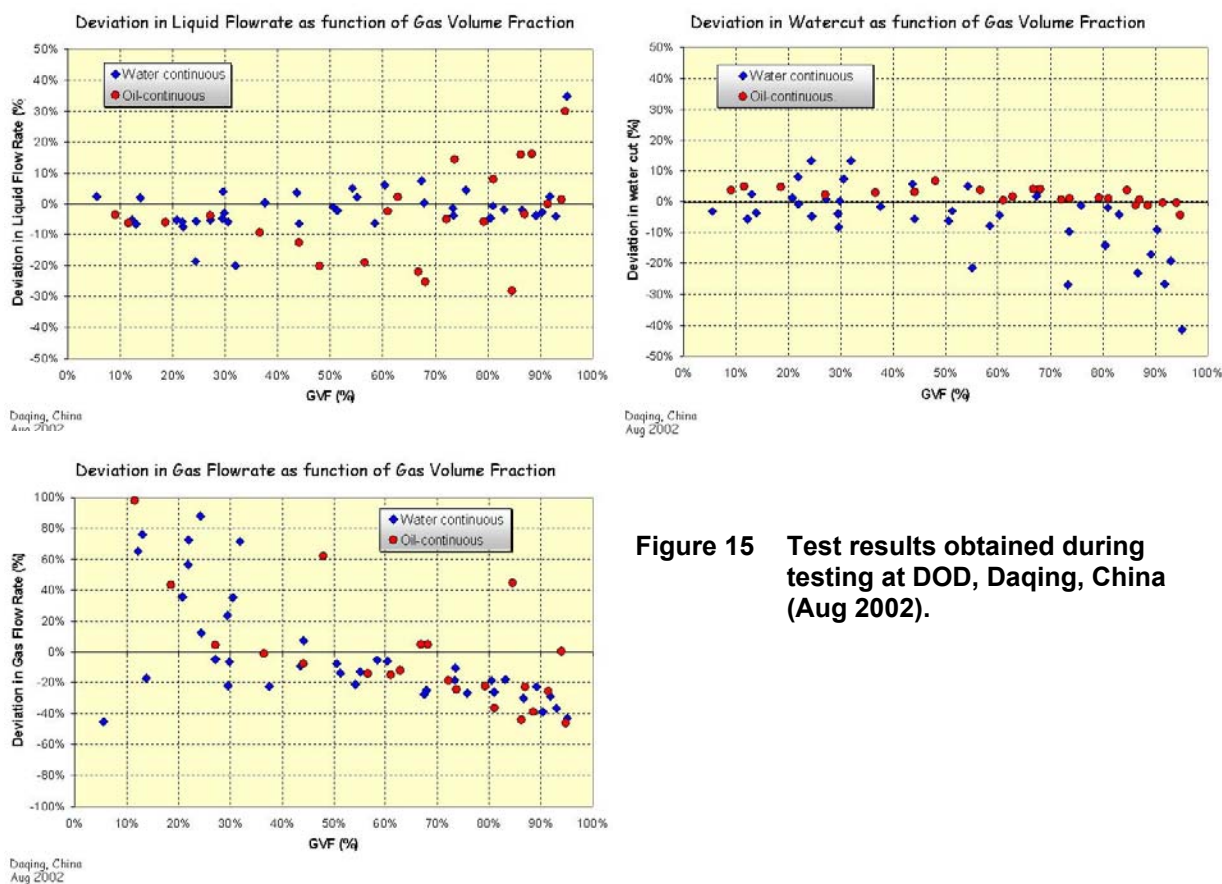 Deviation in Liquid Flowrate as function of Gas Volume Fraction
50%
40%
30%
20%
10%
0%
-10%
-20%
-30%
-40%
-50%
Deviation in Liquid Flow Rate (%
Water continuous
Oil-continuous
0% 10% 20% 30% 40% 50% 60% 70% 80% 90% 100%
GVF (%)
Daqing, China
Aug 2002
Deviation in Watercut as function of Gas Volume Fraction
50%
40%
30%
20%
10%
0%
-10%
-20%
-30%
-40%
-50%
Deviation in water cut (%)
Water continuous
Oil-continuous
0% 10% 20% 30% 40% 50% 60% 70% 80% 90% 100%
GVF (%)
Daqing, China
Aug 2002
Deviation in Gas Flowrate as function of Gas Volume Fraction
100%
80%
60%
40%
20%
0%
-20%
-40%
-60%
-80%
-100%
Deviation in Gas Flow Rate (%)
Water continuous
Oil-continuous
0% 10% 20% 30% 40% 50% 60% 70% 80% 90% 100%
GVF (%)
Daqing, China
Aug 2002
Figure 15 Test results obtained during
testing at DOD, Daqing, China
(Aug 2002).